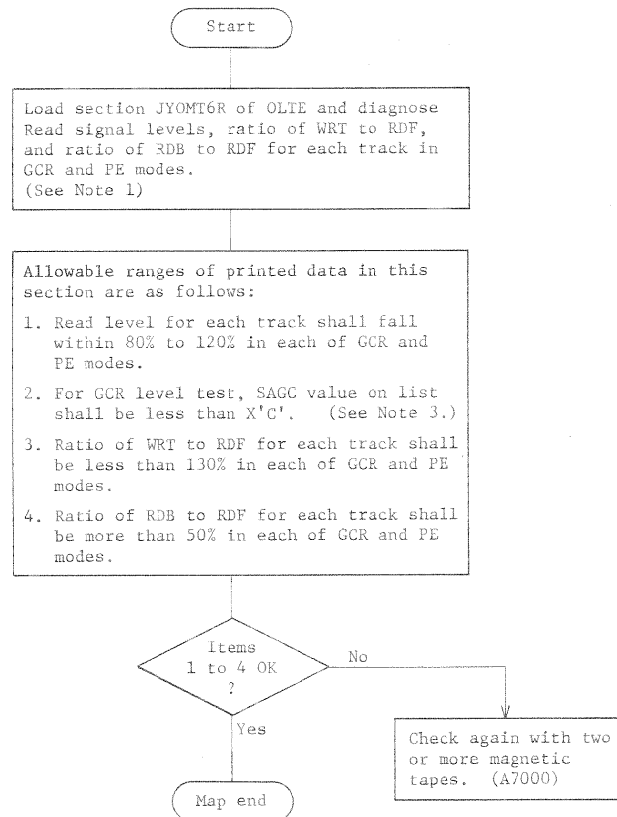 Start
Load section JYOMT6R of OLTE and diagnose
Read signal levels, ratio of WRT to RDF,
and ratio of RDB to RDF for each track in
GCR and PE modes.
(See Note 1)
Allowable ranges of printed data in this
section are as follows:
1. Read level for each track shall fall
within 80% to 120% in each of GCR and
PE modes.
2. For GCR level test, SAGC value on list
shall be less than X'C'. (See Note 3.)
3. Ratio of WRT to RDF for each track shall
be less than 130% in each of GCR and PE
modes.
4. Ratio of RDB to RDF for each track shall
be more than 50% in each of GCR and PE
modes.
Items
1 to 4 OK
?
No
Yes
Check again with two
or more magnetic
tapes. (A7000)
Map end